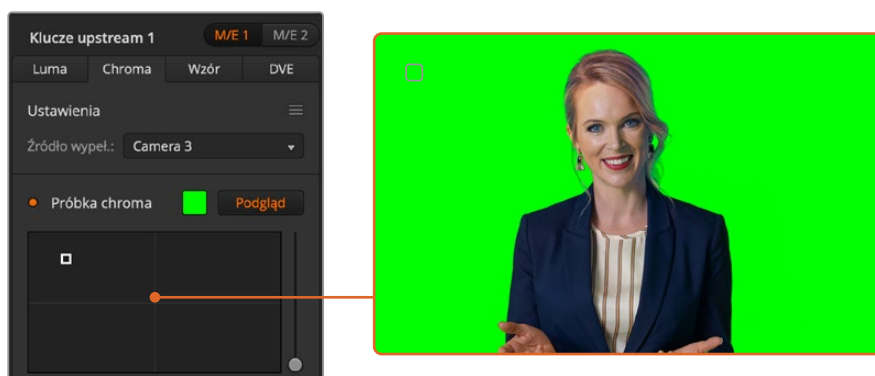 Klucze upstream 1 M/E 1 M/E 2
Luma Chroma Wzór DVE
Ustawienia
Źródło wypeł.: Camera 3
Próbka chroma Podgląd